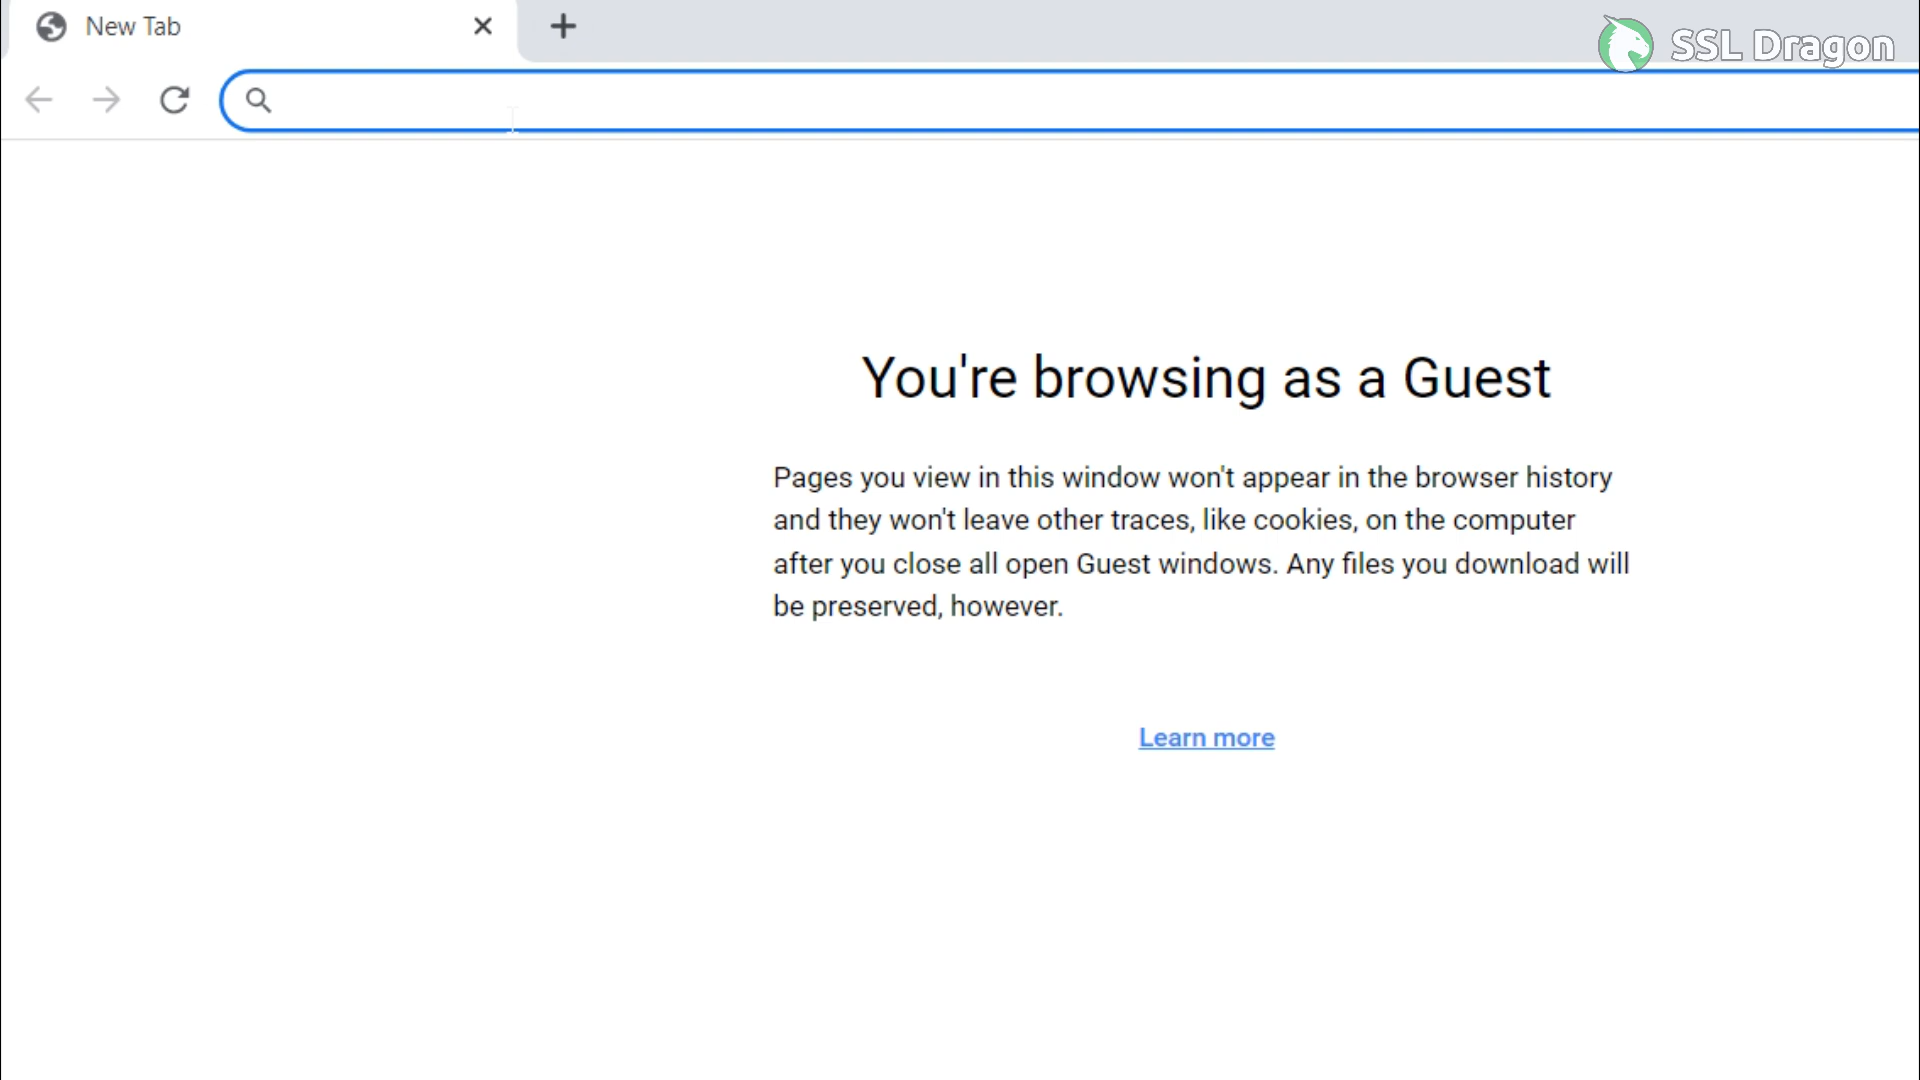 New Tab
SSL Dragon
You're browsing as a Guest
Pages you view in this window won't appear in the browser history
and they won't leave other traces, like cookies, on the computer
after you close all open Guest windows. Any files you download will
be preserved, however.
Learn more